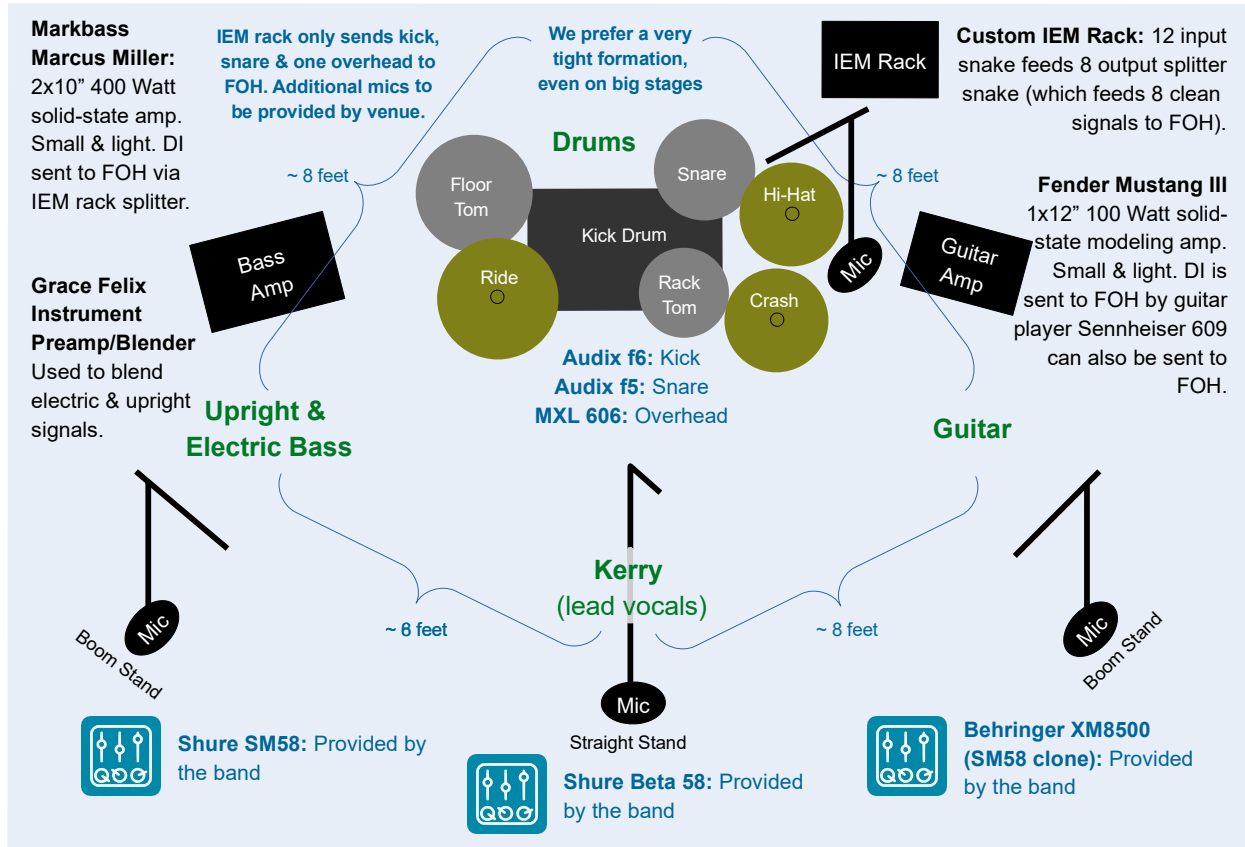 Markbass
Marcus Miller:
2x10” 400 Watt
solid-state amp.
Small & light. DI
sent to FOH via
IEM rack splitter.
Grace Felix
Instrument
Preamp/Blender
Used to blend
electric & upright
signals.
IEM rack only sends kick,
snare & one overhead to
FOH. Additional mics to
be provided by venue.
We prefer a very
tight formation,
even on big stages
IEM Rack
Custom IEM Rack: 12 input
snake feeds 8 output splitter
snake (which feeds 8 clean
signals to FOH).
Fender Mustang III
1x12” 100 Watt solid-
state modeling amp.
Small & light. DI is
sent to FOH by guitar
player Sennheiser 609
can also be sent to
FOH.
Drums
~ 8 feet
~ 8 feet
Floor
Tom
Snare
Hi-Hat
Kick Drum
Ride
Rack
Tom
Crash
Mic
Bass
Amp
Guitar
Amp
Audix f6: Kick
Audix f5: Snare
MXL 606: Overhead
Upright &
Electric Bass
Guitar
Kerry
(lead vocals)
~ 8 feet
Mic
Boom Stand
Mic
Straight Stand
Mic
Boom Stand
Shure SM58: Provided by
the band
Shure Beta 58: Provided
by the band
Behringer XM8500
(SM58 clone): Provided
by the band